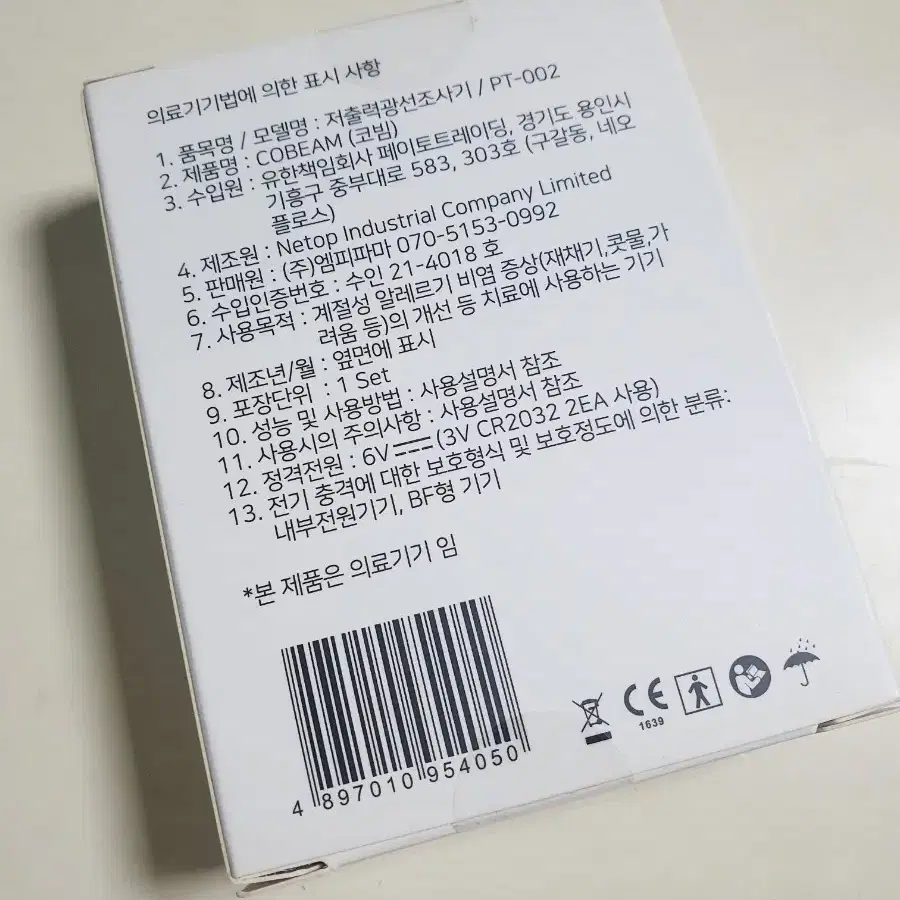 의료기기법에 의한 표시 사항
1. 품목명 / 모델명 : 저출력광선조사기 / PT-002
2. 제품명 : COBEAM (코빔)
3. 수입원 : 유한책임회사 페이토트레이딩, 경기도 용인시
기흥구 중부대로 583, 303호 (구갈동, 네오
플로스)
4. 제조원 : Netop Industrial Company Limited
5. 판매원 : (주)엠피파마 070-5153-0992
6. 수입인증번호 : 수인 21-4018 호
7. 사용목적 : 계절성 알레르기 비염 증상(재채기,콧물,가
려움 등)의 개선 등 치료에 사용하는 기기
8. 제조년/월 : 옆면에 표시
9. 포장단위 : 1 Set
10. 성능 및 사용방법 : 사용설명서 참조
11. 사용시의 주의사항 : 사용설명서 참조
12. 정격전원 : 6V⎓(3V CR2032 2EA 사용)
13. 전기 충격에 대한 보호형식 및 보호정도에 의한 분류:
내부전원기기, BF형 기기
*본 제품은 의료기기 임
CE
1639
4 897010 954050